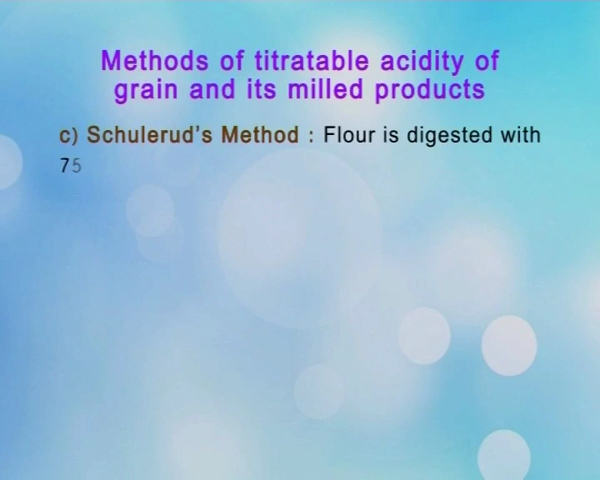 Methods of titratable acidity of
grain and its milled products
c) Schulerud's Method : Flour is digested with
75